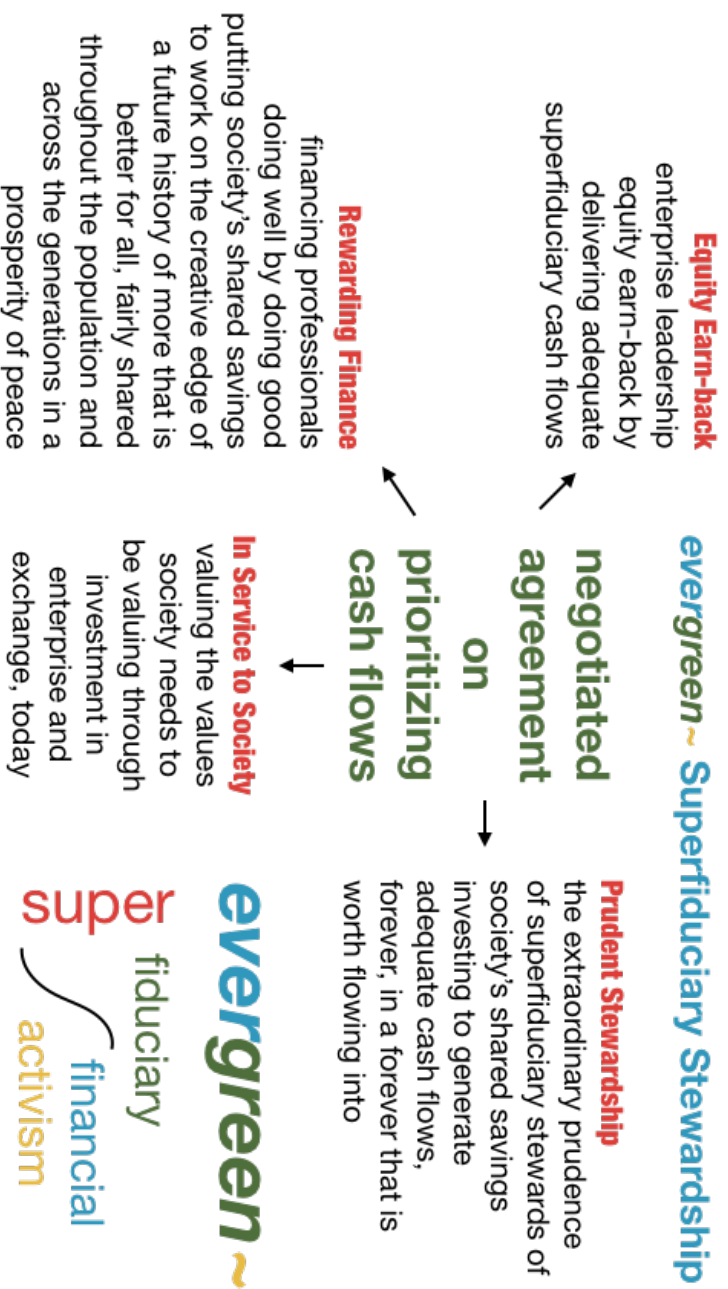 evergreen~ Superfiduciary Stewardship
Equity Earn-back
enterprise leadership
equity earn-back by
delivering adequate
superfiduciary cash flows
negotiated
agreement
on
prioritizing
cash flows
Prudent Stewardship
the extraordinary prudence
of superfiduciary stewards of
society's shared savings
investing to generate
adequate cash flows,
forever, in a forever that is
worth flowing into
Rewarding Finance
financing professionals
doing well by doing good
putting society's shared savings
to work on the creative edge of
a future history of more that is
better for all, fairly shared
throughout the population and
across the generations in a
prosperity of peace
In Service to Society
valuing the values
society needs to
be valuing through
investment in
enterprise and
exchange, today
evergreen~
fiduciary
super
financial
activism